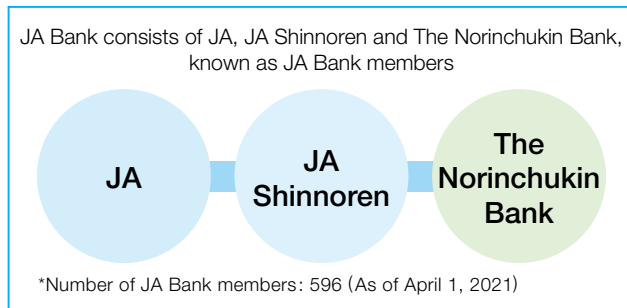 JA Bank consists of JA, JA Shinnoren and The Norinchukin Bank,
known as JA Bank members
JA
JA
Shinnoren
The
Norinchukin
Bank
*Number of JA Bank members: 596 (As of April 1, 2021)